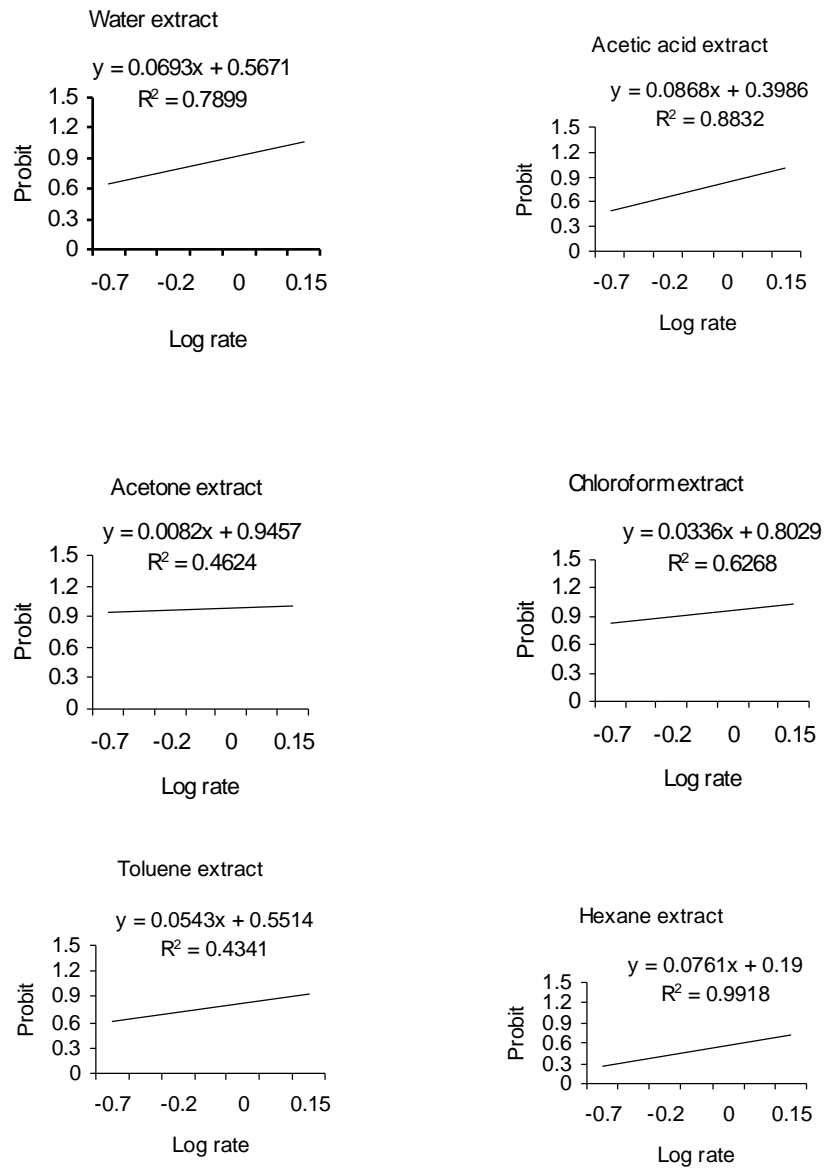 Water extract
y = 0.0693x + 0.5671
R² = 0.7899
1.5
1.2
0.9
0.6
0.3
0
Probit
-0.7 -0.2 0 0.15
Log rate
Acetic acid extract
y = 0.0868x + 0.3986
R² = 0.8832
1.5
1.2
0.9
0.6
0.3
0
Probit
-0.7 -0.2 0 0.15
Log rate
Acetone extract
y = 0.0082x + 0.9457
R² = 0.4624
1.5
1.2
0.9
0.6
0.3
0
Probit
-0.7 -0.2 0 0.15
Log rate
Chloroform extract
y = 0.0336x + 0.8029
R² = 0.6268
1.5
1.2
0.9
0.6
0.3
0
Probit
-0.7 -0.2 0 0.15
Log rate
Toluene extract
y = 0.0543x + 0.5514
R² = 0.4341
1.5
1.2
0.9
0.6
0.3
0
Probit
-0.7 -0.2 0 0.15
Log rate
Hexane extract
y = 0.0761x + 0.19
R² = 0.9918
1.5
1.2
0.9
0.6
0.3
0
Probit
-0.7 -0.2 0 0.15
Log rate